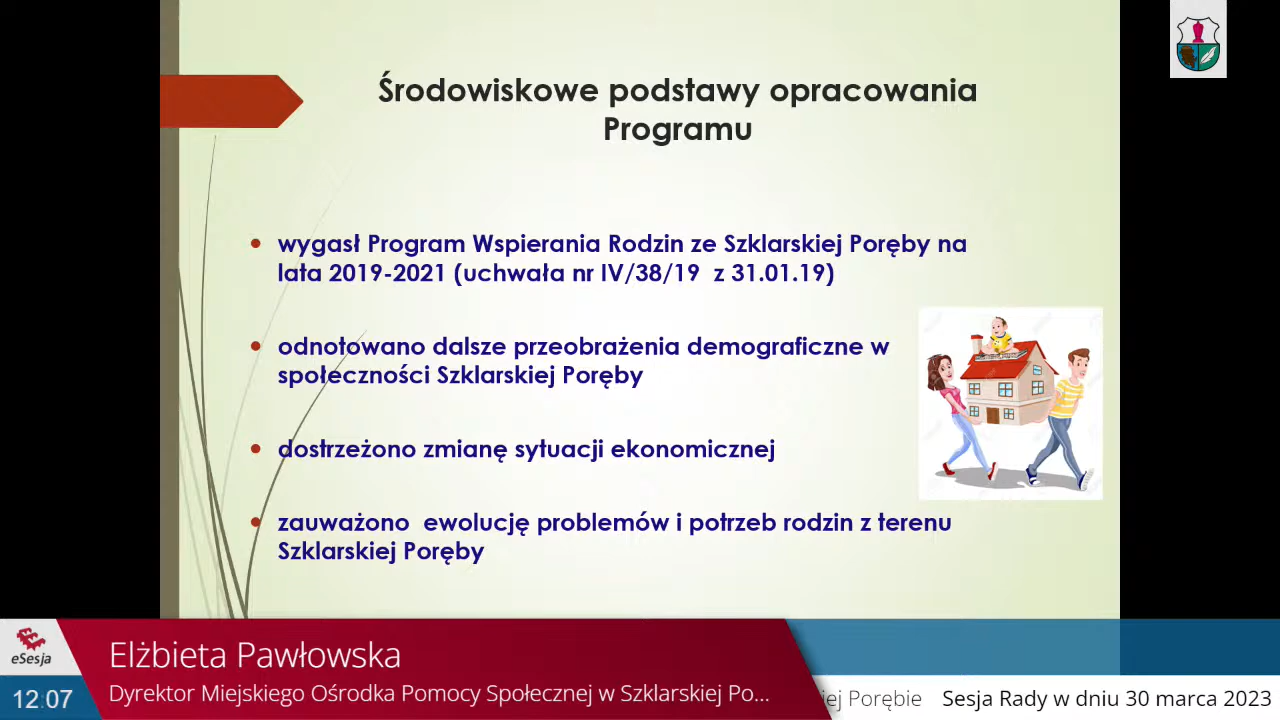 Środowiskowe podstawy opracowania
Programu
wygasł Program Wspierania Rodzin ze Szklarskiej Poręby na
lata 2019-2021 (uchwała nr IV/38/19 z 31.01.19)
odnotowano dalsze przeobrażenia demograficzne w
społeczności Szklarskiej Poręby
dostrzeżono zmianę sytuacji ekonomicznej
zauważono ewolucję problemów i potrzeb rodzin z terenu
Szklarskiej Poręby
eSesja
Elżbieta Pawłowska
Dyrektor Miejskiego Ośrodka Pomocy Społecznej w Szklarskiej Po...
12:07
ej Porębie Sesja Rady w dniu 30 marca 2023